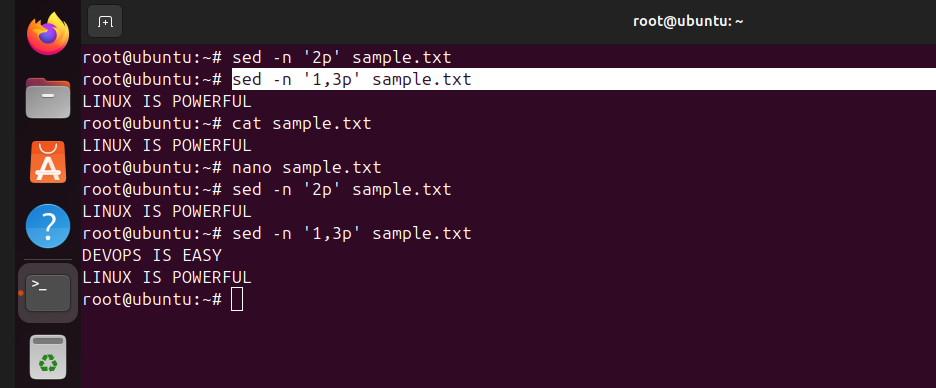 root@ubuntu: ~
root@ubuntu:~# sed -n '2p' sample.txt
root@ubuntu:~# sed -n '1,3p' sample.txt
LINUX IS POWERFUL
root@ubuntu:~# cat sample.txt
LINUX IS POWERFUL
root@ubuntu:~# nano sample.txt
root@ubuntu:~# sed -n '2p' sample.txt
LINUX IS POWERFUL
root@ubuntu:~# sed -n '1,3p' sample.txt
DEVOPS IS EASY
LINUX IS POWERFUL
root@ubuntu:~#